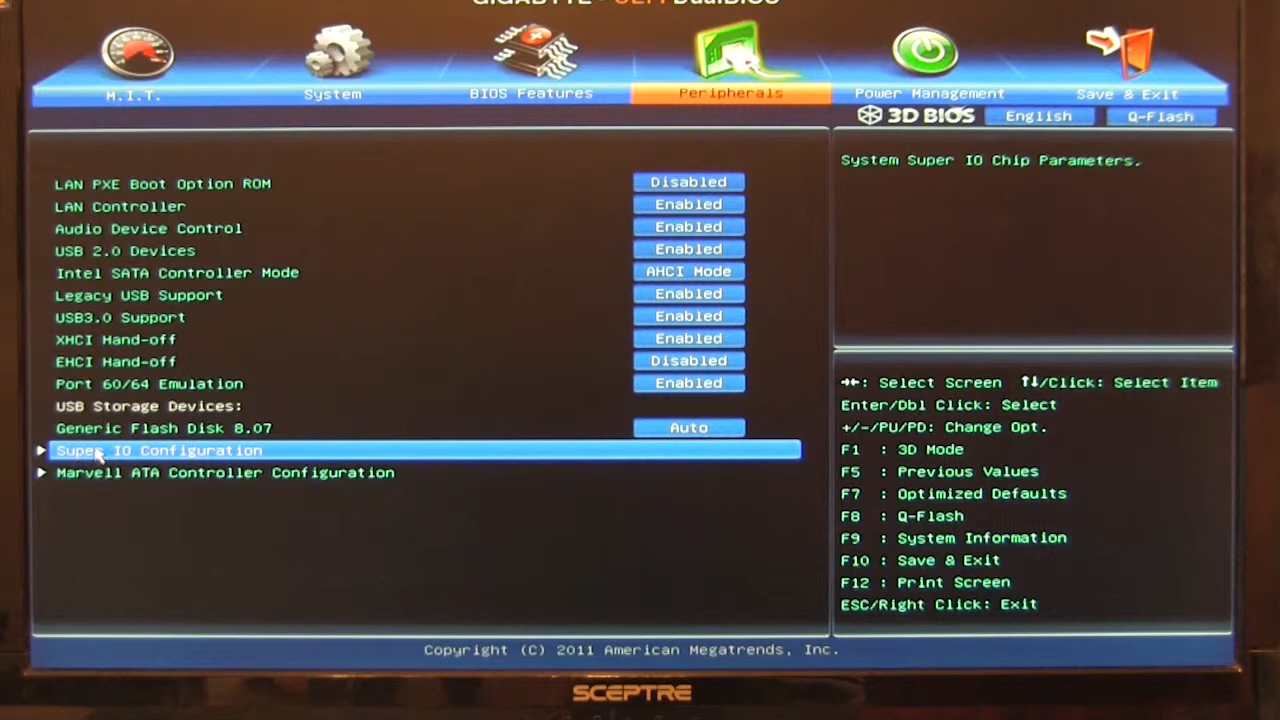 GIGABYTE - UEFI DualBIOS
M.I.T.
System
BIOS Features
Peripherals
Power Management
Save & Exit
3D BIOS
English
Q-Flash
LAN PXE Boot Option ROM Disabled
LAN Controller Enabled
Audio Device Control Enabled
USB 2.0 Devices Enabled
Intel SATA Controller Mode AHCI Mode
Legacy USB Support Enabled
USB3.0 Support Enabled
XHCI Hand-off Enabled
EHCI Hand-off Disabled
Port 60/64 Emulation Enabled
USB Storage Devices:
Generic Flash Disk 8.07 Auto
Super IO Configuration
Marvell ATA Controller Configuration
System Super IO Chip Parameters.
→←: Select Screen ↑↓/Click: Select Item
Enter/Dbl Click: Select
+/-/PU/PD: Change Opt.
F1 : 3D Mode
F5 : Previous Values
F7 : Optimized Defaults
F8 : Q-Flash
F9 : System Information
F10 : Save & Exit
F12 : Print Screen
ESC/Right Click: Exit
Copyright (C) 2011 American Megatrends, Inc.
SCEPTRE